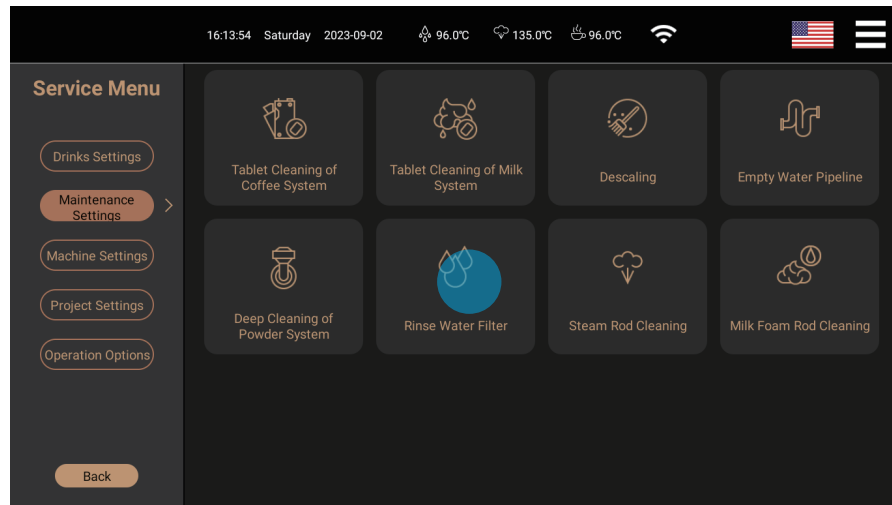 16:13:54 Saturday 2023-09-02 96.0℃ 135.0℃ 96.0℃
Service Menu
Drinks Settings
Maintenance
Settings
Machine Settings
Project Settings
Operation Options
Back
Tablet Cleaning of
Coffee System
Tablet Cleaning of Milk
System
Descaling
Empty Water Pipeline
Deep Cleaning of
Powder System
Rinse Water Filter
Steam Rod Cleaning
Milk Foam Rod Cleaning